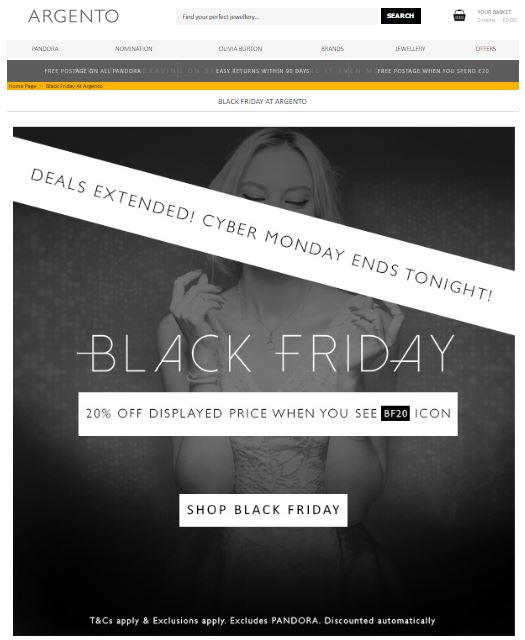 ARGENTO
Find your perfect jewellery...
SEARCH
YOUR BASKET
0 items £0.00
PANDORA NOMINATION OLIVIA BURTON BRANDS JEWELLERY OFFERS
FREE POSTAGE ON ALL PANDORA EASY RETURNS WITHIN 90 DAYS FREE POSTAGE WHEN YOU SPEND £20
Home Page > Black Friday At Argento
BLACK FRIDAY AT ARGENTO
DEALS EXTENDED! CYBER MONDAY ENDS TONIGHT!
BLACK FRIDAY
20% OFF DISPLAYED PRICE WHEN YOU SEE BF20 ICON
SHOP BLACK FRIDAY
T&Cs apply & Exclusions apply. Excludes PANDORA. Discounted automatically